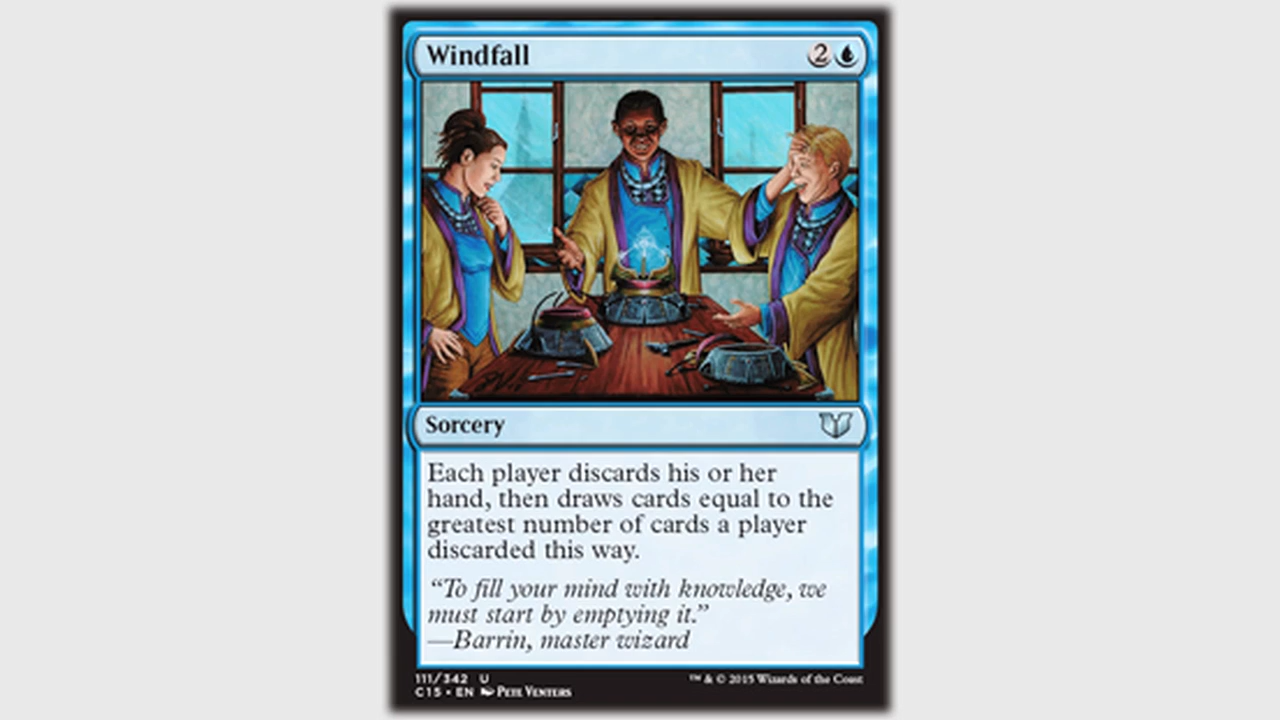 Windfall 2
Sorcery
Each player discards his or her
hand, then draws cards equal to the
greatest number of cards a player
discarded this way.
“To fill your mind with knowledge, we
must start by emptying it.”
—Barrin, master wizard
111/342 U
™ & © 2015 Wizards of the Coast
C15 • EN Pete Venters